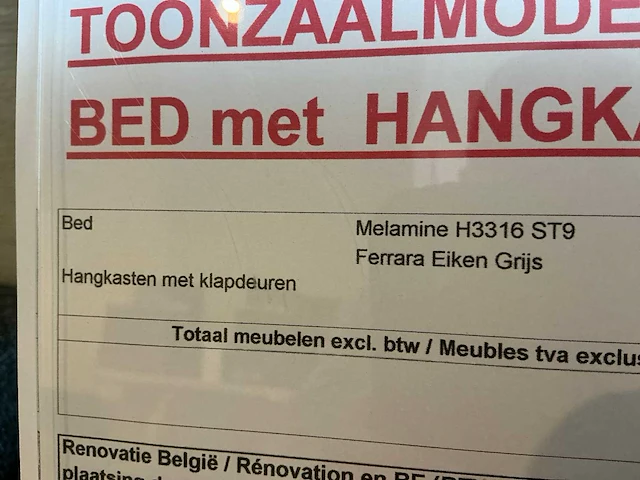 TOONZAALMODE
BED met HANGKA
Bed
Melamine H3316 ST9
Ferrara Eiken Grijs
Hangkasten met klapdeuren
Totaal meubelen excl. btw / Meubles tva exclus
Renovatie België / Rénovation en BE
plaatsing